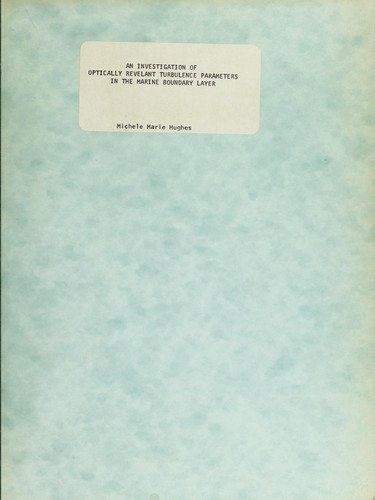 AN INVESTIGATION OF
OPTICALLY REVELANT TURBULENCE PARAMETERS
IN THE MARINE BOUNDARY LAYER
Michele Marie Hughes